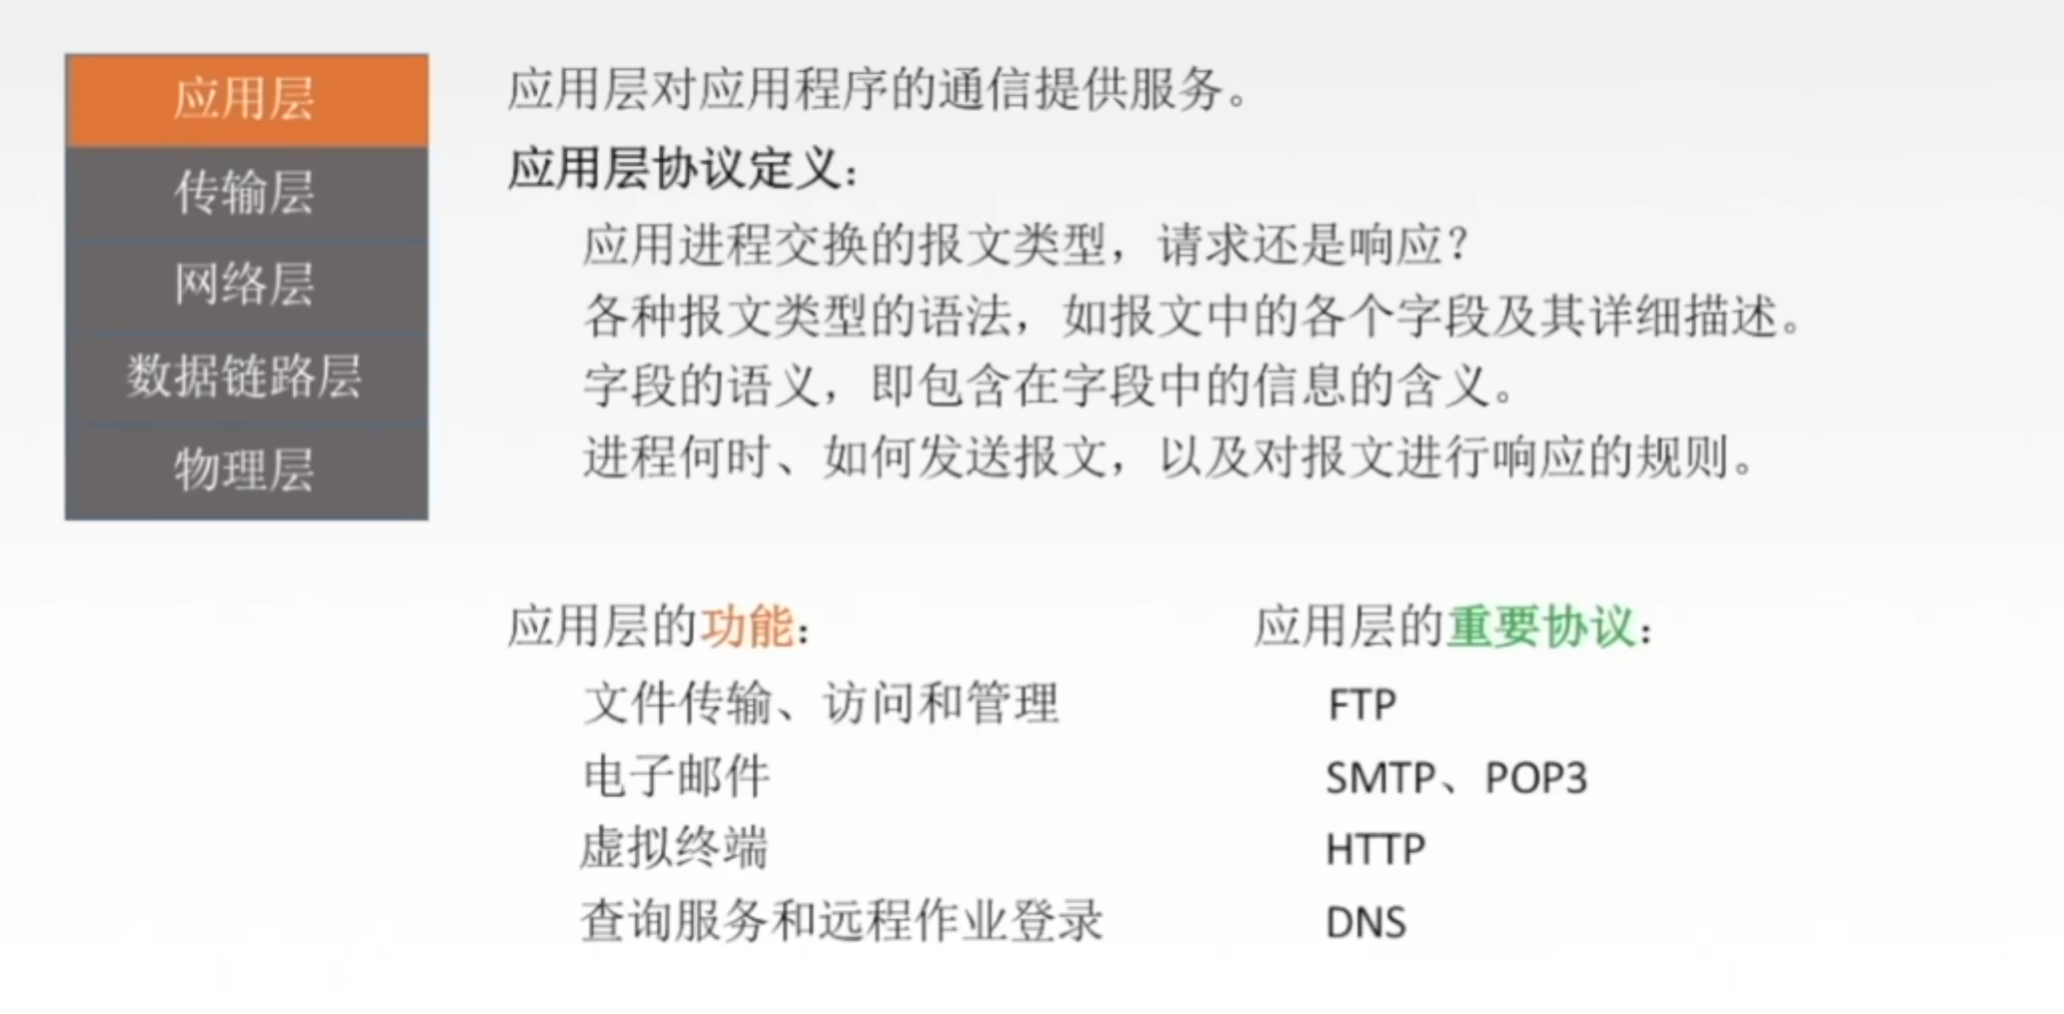 应用层
传输层
网络层
数据链路层
物理层
应用层对应用程序的通信提供服务。
应用层协议定义：
应用进程交换的报文类型，请求还是响应？
各种报文类型的语法，如报文中的各个字段及其详细描述。
字段的语义，即包含在字段中的信息的含义。
进程何时、如何发送报文，以及对报文进行响应的规则。
应用层的功能：
文件传输、访问和管理
电子邮件
虚拟终端
查询服务和远程作业登录
应用层的重要协议：
FTP
SMTP、POP3
HTTP
DNS